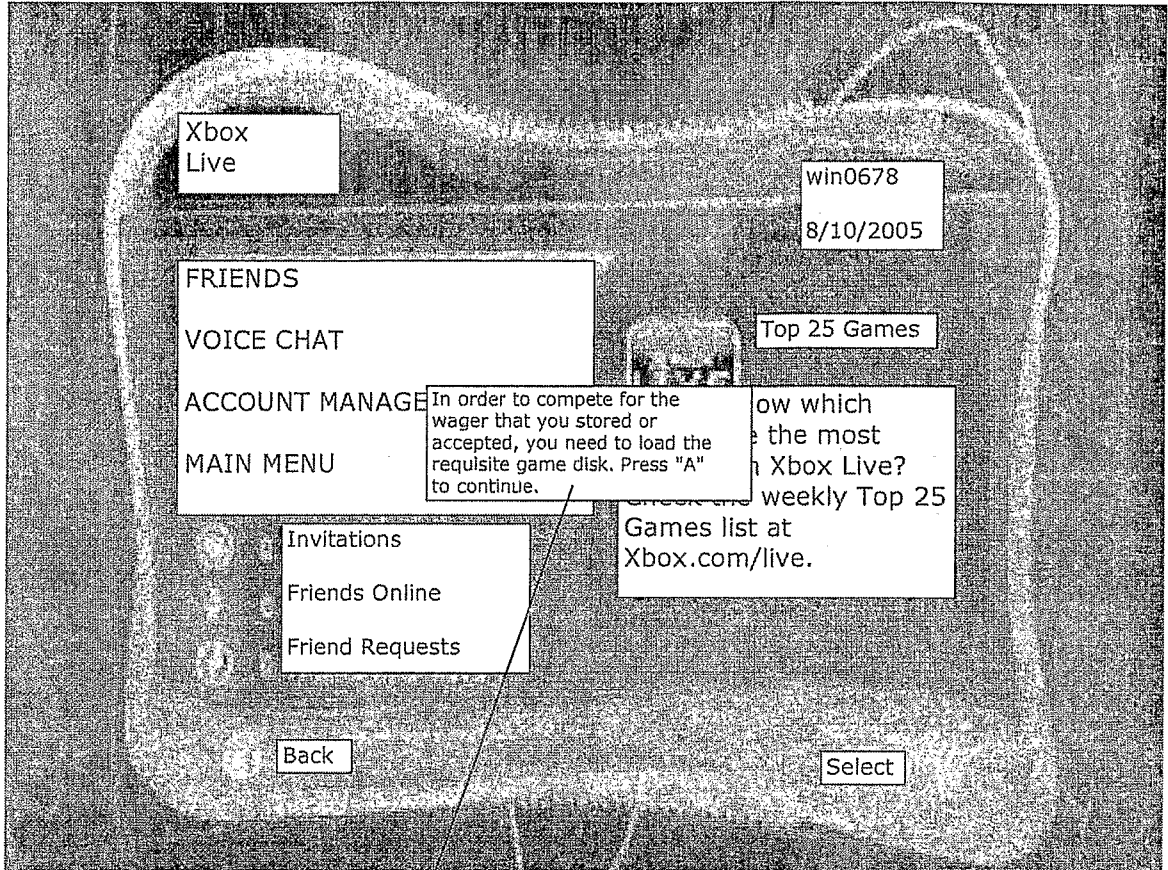 Xbox
Live
win0678
8/10/2005
FRIENDS
VOICE CHAT
ACCOUNT MANAGE
MAIN MENU
Top 25 Games
In order to compete for the
wager that you stored or
accepted, you need to load the
requisite game disk. Press "A"
to continue.
ow which
e the most
Xbox Live?
weekly Top 25
Games list at
Xbox.com/live.
Invitations
Friends Online
Friend Requests
Back
Select